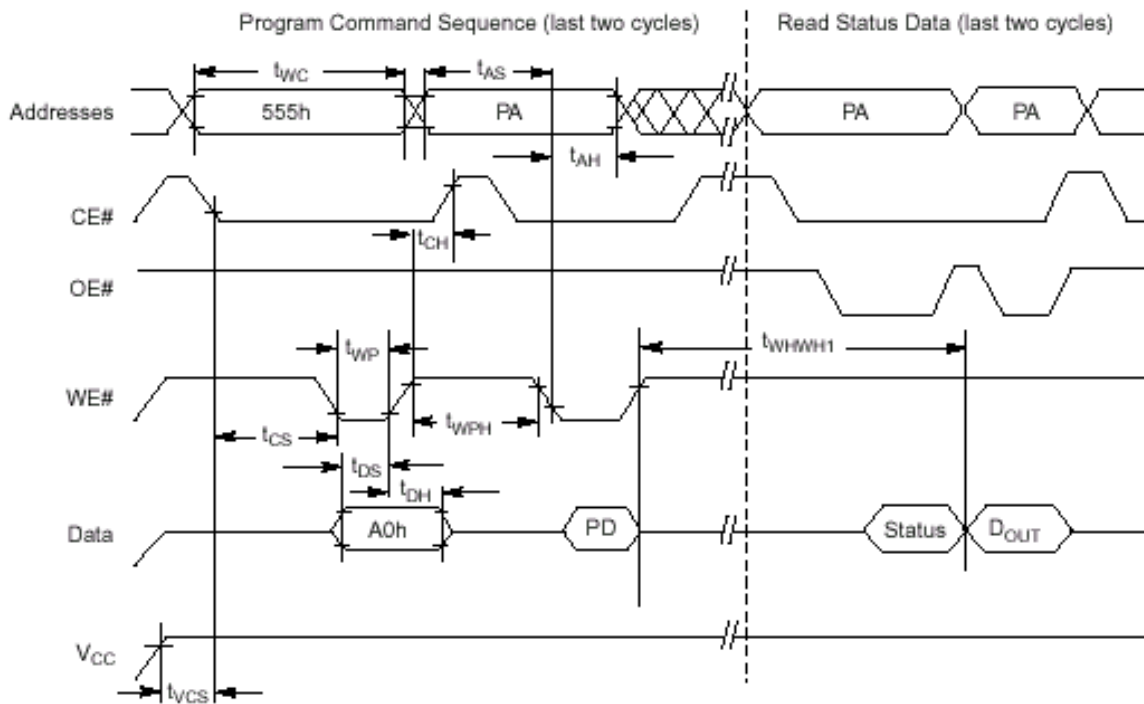 Program Command Sequence (last two cycles)
Read Status Data (last two cycles)
tWC
tAS
Addresses
555h
PA
PA
PA
tAH
CE#
tCH
OE#
tWHWH1
tWP
WE#
tWPH
tCS
tDS
tDH
Data
A0h
PD
Status
DOUT
VCC
tVCS